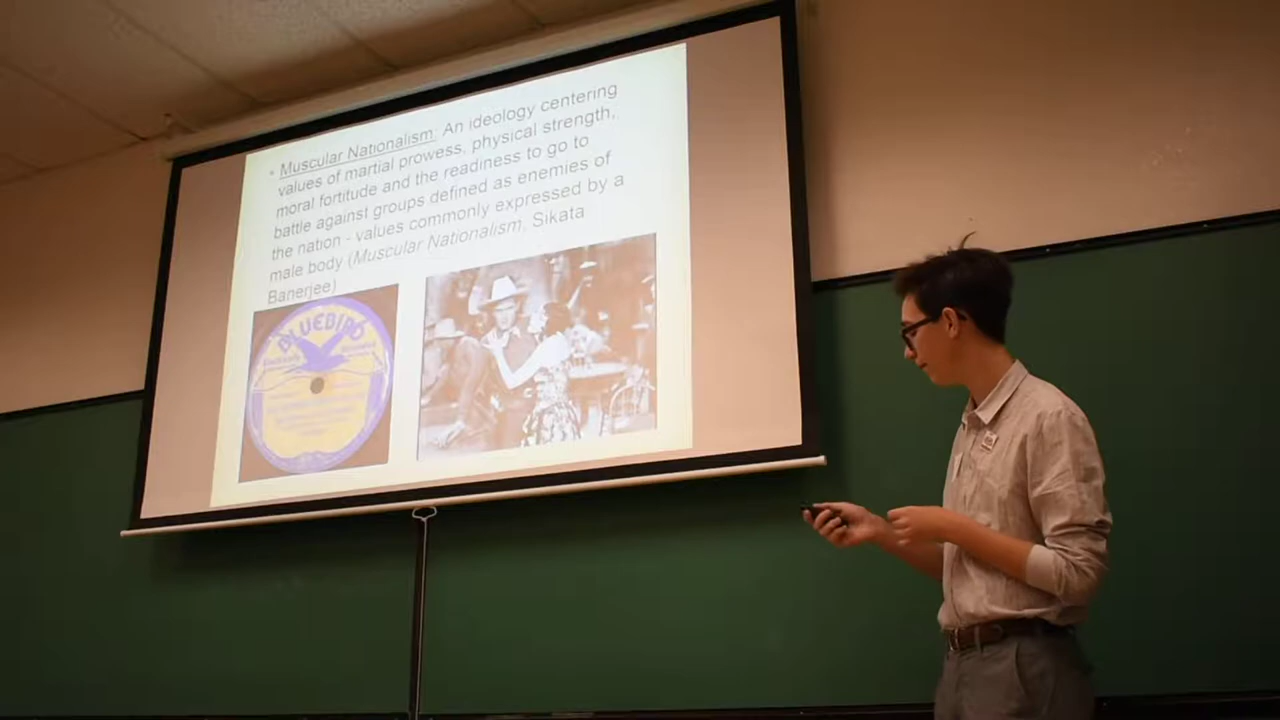 • Muscular Nationalism: An ideology centering
values of martial prowess, physical strength,
moral fortitude and the readiness to go to
battle against groups defined as enemies of
the nation - values commonly expressed by a
male body (Muscular Nationalism, Sikata
Banerjee)
BLUEBIRD